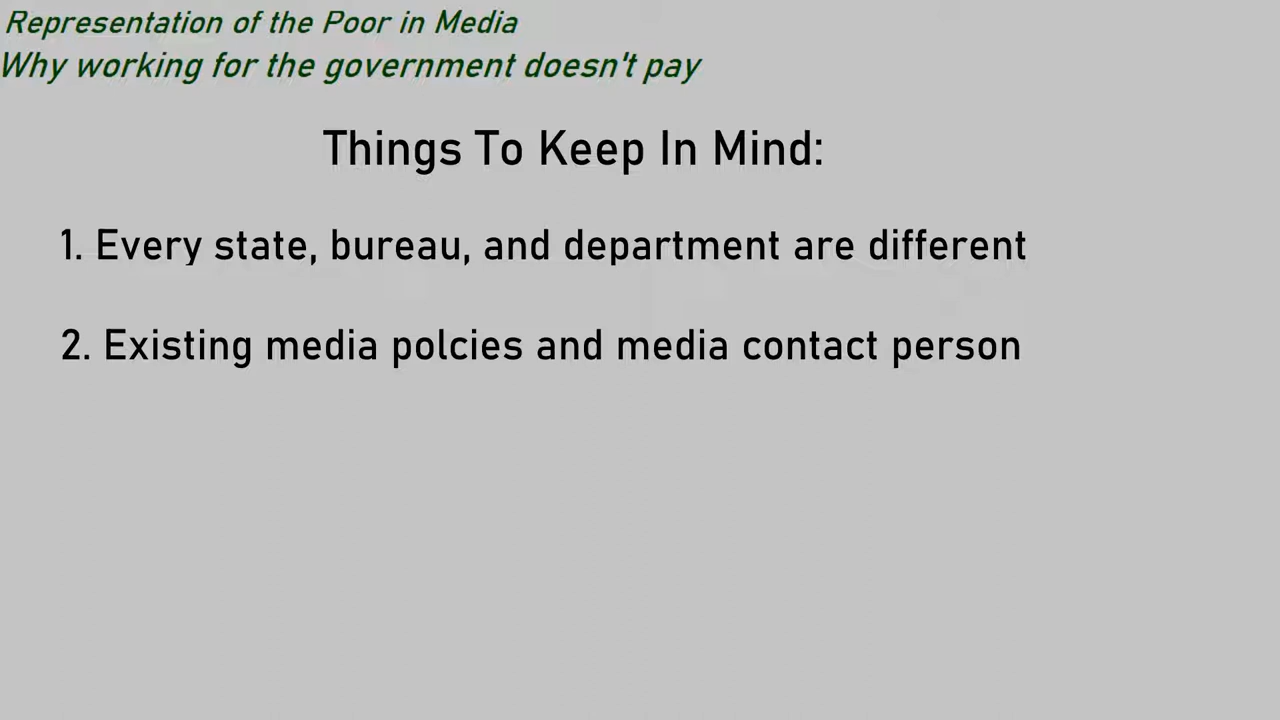 Representation of the Poor in Media
Why working for the government doesn't pay
Things To Keep In Mind:
1. Every state, bureau, and department are different
2. Existing media polcies and media contact person